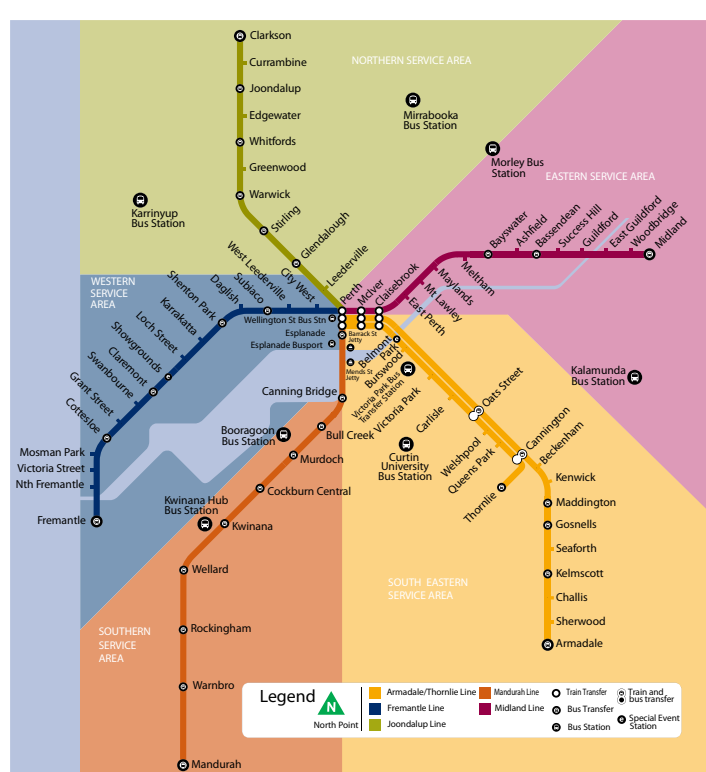 Clarkson
Currambine
NORTHERN SERVICE AREA
Joondalup
Mirrabooka
Bus Station
Edgewater
Whitfords
Morley Bus
Station
Greenwood
EASTERN SERVICE AREA
Warwick
Karrinyup
Bus Station
Stirling
Glendalough
Leederville
Bayswater
Ashfield
Bassendean
Success Hill
Guildford
East Guildford
Woodbridge
Midland
WESTERN
SERVICE
AREA
Shenton Park
Daglish
Subiaco
West Leederville
City West
Perth
McIver
Claisebrook
East Perth
Mt Lawley
Maylands
Meltham
Karrakatta
Loch Street
Showgrounds
Claremont
Swanbourne
Grant Street
Cottesloe
Wellington St Bus Stn
Esplanade
Esplanade Busport
Barrack St
Jetty
Mends St
Jetty
Belmont
Park
Burswood
Victoria Park Bus
Transfer Station
Victoria Park
Carlisle
Oats Street
Kalamunda
Bus Station
Canning Bridge
Booragoon
Bus Station
Bull Creek
Curtin
University
Bus Station
Welshpool
Queens Park
Cannington
Beckenham
Mosman Park
Victoria Street
Nth Fremantle
Fremantle
Murdoch
Cockburn Central
Thornlie
Kenwick
Maddington
Kwinana Hub
Bus Station
Kwinana
Gosnells
Seaforth
Wellard
Kelmscott
SOUTH EASTERN
SERVICE AREA
Challis
Sherwood
Rockingham
SOUTHERN
SERVICE
AREA
Armadale
Warnbro
Mandurah
Legend
N
North Point
Armadale/Thornlie Line
Fremantle Line
Joondalup Line
Mandurah Line
Midland Line
Train Transfer
Bus Transfer
Bus Station
Train and
bus transfer
Special Event
Station